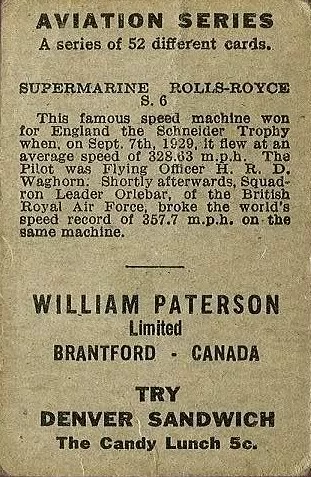 AVIATION SERIES
A series of 52 different cards.
SUPERMARINE ROLLS-ROYCE
S. 6
This famous speed machine won
for England the Schneider Trophy
when, on Sept. 7th, 1929, it flew at an
average speed of 328.63 m.p.h. The
Pilot was Flying Officer H. R. D.
Waghorn. Shortly afterwards, Squad-
ron Leader Orlebar, of the British
Royal Air Force, broke the world's
speed record of 357.7 m.p.h. on the
same machine.
WILLIAM PATERSON
Limited
BRANTFORD - CANADA
TRY
DENVER SANDWICH
The Candy Lunch 5c.